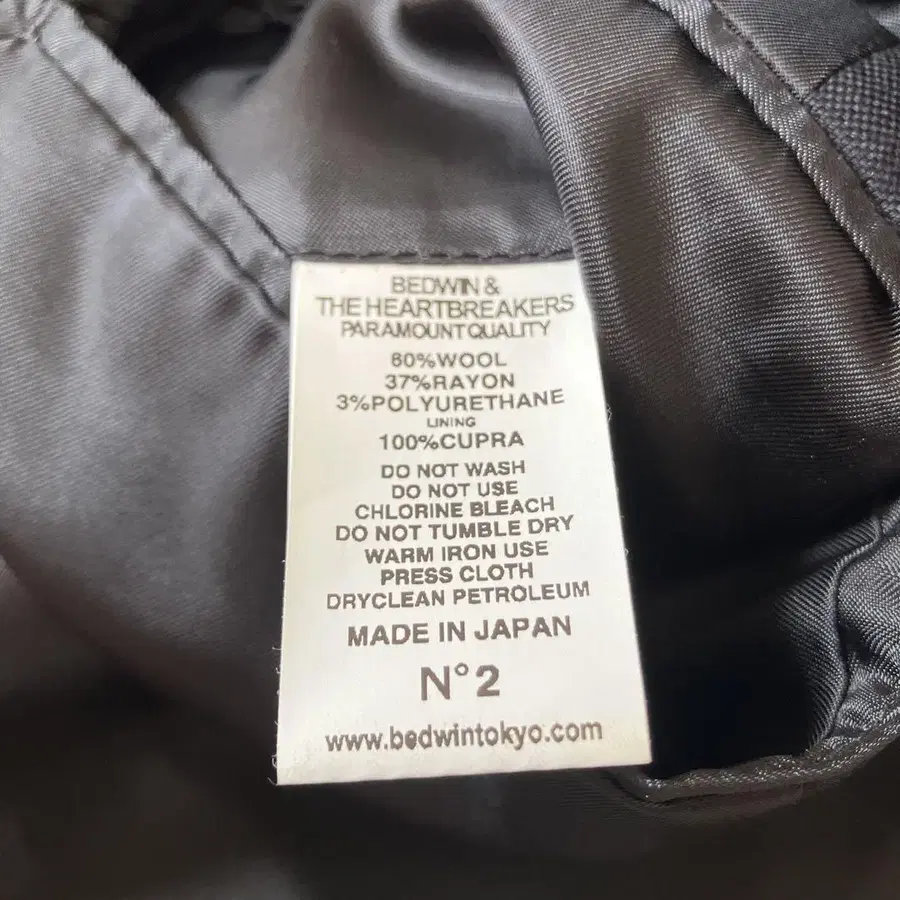 BEDWIN &
THE HEARTBREAKERS
PARAMOUNT QUALITY
60%WOOL
37%RAYON
3%POLYURETHANE
LINING
100%CUPRA
DO NOT WASH
DO NOT USE
CHLORINE BLEACH
DO NOT TUMBLE DRY
WARM IRON USE
PRESS CLOTH
DRYCLEAN PETROLEUM
MADE IN JAPAN
N°2
www.bedwintokyo.com